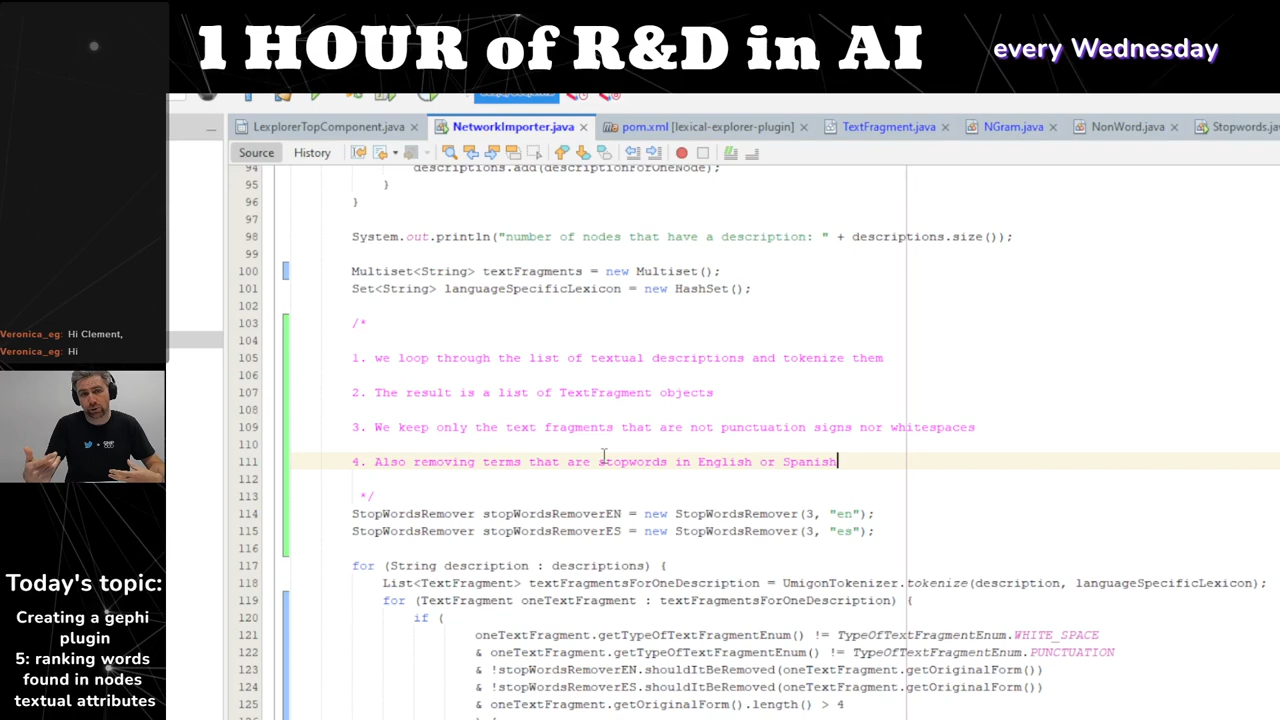 1 HOUR of R&D in AI
every Wednesday
LexplorerTopComponent.java
NetworkImporter.java
pom.xml [lexical-explorer-plugin]
TextFragment.java
NGram.java
NonWord.java
Stopwords.ja
Source
History
94 descriptions.add(descriptionForOneNode);
95 }
96 }
97
98 System.out.println("number of nodes that have a description: " + descriptions.size());
99
100 Multiset<String> textFragments = new Multiset();
101 Set<String> languageSpecificLexicon = new HashSet();
102
103 /*
104
105 1. we loop through the list of textual descriptions and tokenize them
106
107 2. The result is a list of TextFragment objects
108
109 3. We keep only the text fragments that are not punctuation signs nor whitespaces
110
111 4. Also removing terms that are stopwords in English or Spanish
112
113 */
114 StopWordsRemover stopWordsRemoverEN = new StopWordsRemover(3, "en");
115 StopWordsRemover stopWordsRemoverES = new StopWordsRemover(3, "es");
116
117 for (String description : descriptions) {
118 List<TextFragment> textFragmentsForOneDescription = UmigonTokenizer.tokenize(description, languageSpecificLexicon);
119 for (TextFragment oneTextFragment : textFragmentsForOneDescription) {
120 if (
121 oneTextFragment.getTypeOfTextFragmentEnum() != TypeOfTextFragmentEnum.WHITE_SPACE
122 & oneTextFragment.getTypeOfTextFragmentEnum() != TypeOfTextFragmentEnum.PUNCTUATION
123 & !stopWordsRemoverEN.shouldItBeRemoved(oneTextFragment.getOriginalForm())
124 & !stopWordsRemoverES.shouldItBeRemoved(oneTextFragment.getOriginalForm())
125 & oneTextFragment.getOriginalForm().length() > 4
Veronica_eg: Hi Clement,
Veronica_eg: Hi
Today's topic:
Creating a gephi
plugin
5: ranking words
found in nodes
textual attributes